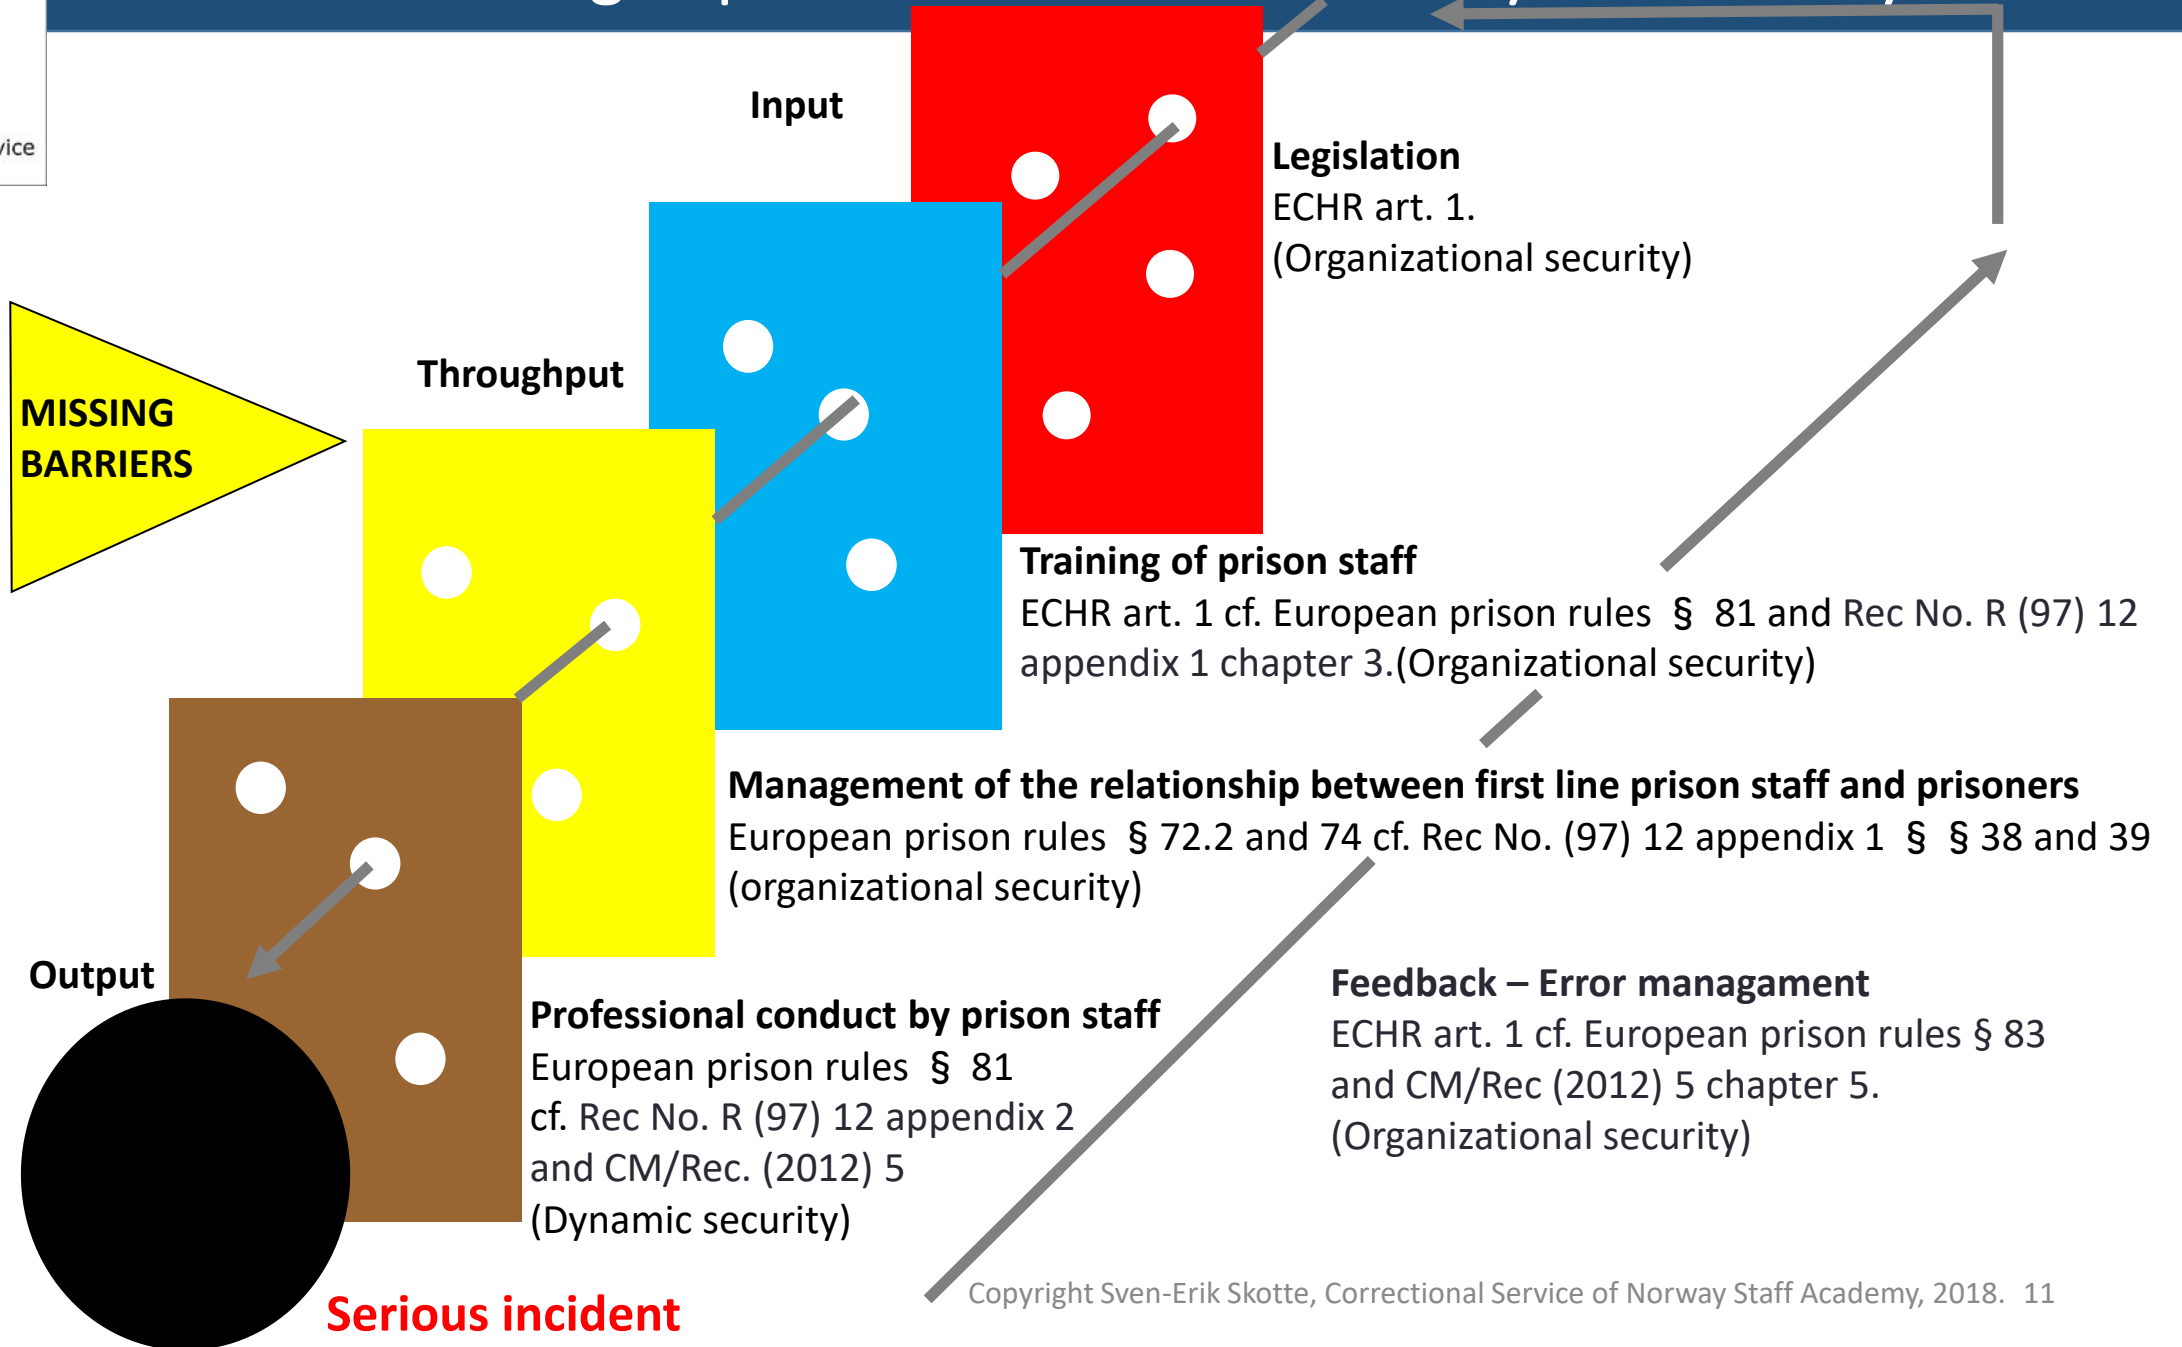 vice
Input
Legislation
ECHR art. 1.
(Organizational security)
Throughput
MISSING
BARRIERS
Training of prison staff
ECHR art. 1 cf. European prison rules § 81 and Rec No. R (97) 12
appendix 1 chapter 3.(Organizational security)
Management of the relationship between first line prison staff and prisoners
European prison rules § 72.2 and 74 cf. Rec No. (97) 12 appendix 1 § § 38 and 39
(organizational security)
Output
Professional conduct by prison staff
European prison rules § 81
cf. Rec No. R (97) 12 appendix 2
and CM/Rec. (2012) 5
(Dynamic security)
Feedback – Error managament
ECHR art. 1 cf. European prison rules § 83
and CM/Rec (2012) 5 chapter 5.
(Organizational security)
Serious incident
Copyright Sven-Erik Skotte, Correctional Service of Norway Staff Academy, 2018. 11